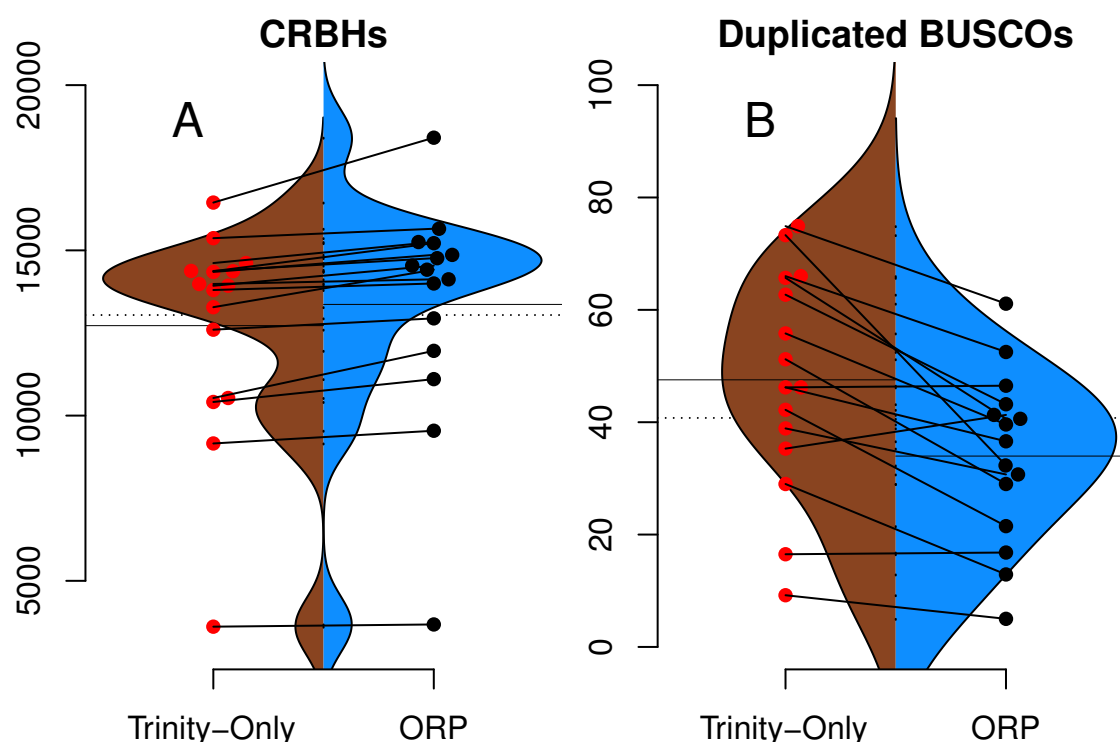 CRBHs
A
20000
15000
10000
5000
Trinity−Only
ORP
Duplicated BUSCOs
B
100
80
60
40
20
0
Trinity−Only
ORP